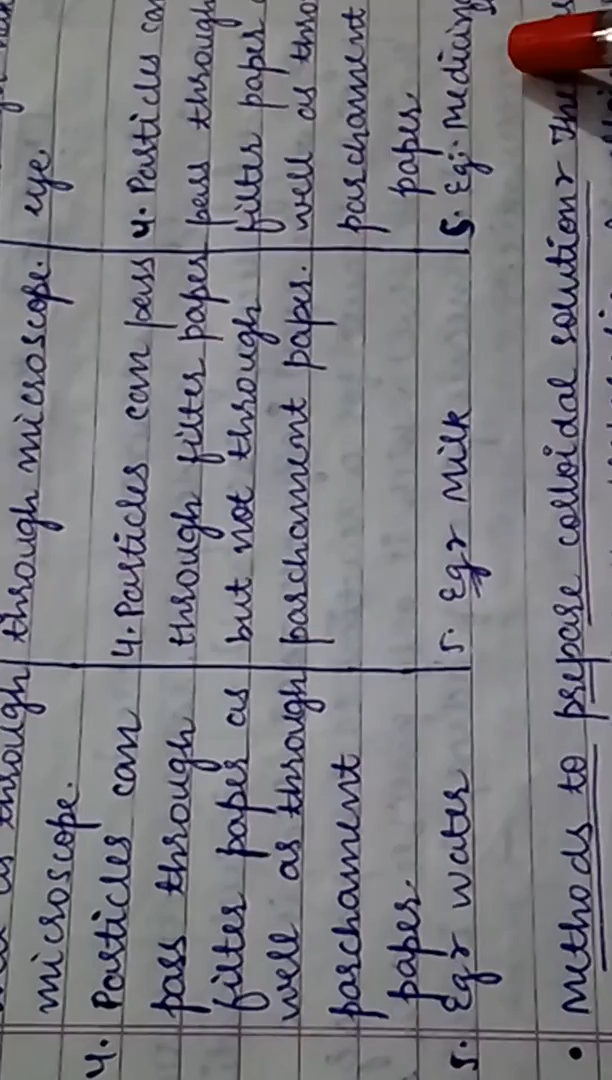 through
microscope.
through microscope.
eye.
4. Particles can
pass through
filter paper as
well as through
parchament
paper
4. Particles can pass
through filter paper
but not through
parchament paper.
4. Particles can
pass through
filter paper
well as thro
parchament
paper
5. Eg:- water
5. Eg:- Milk
5. Eg:- Medicine
• Methods to prepare colloidal solution:- The